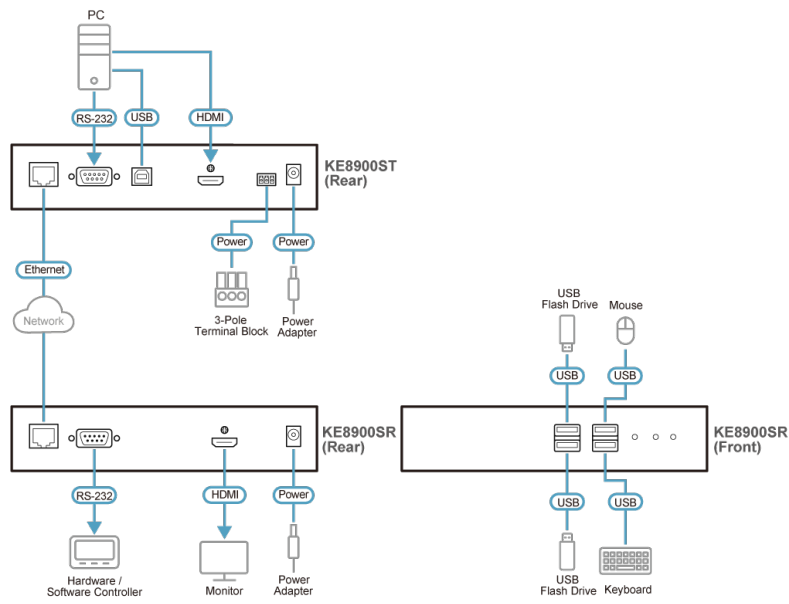 PC
RS-232
USB
HDMI
KE8900ST
(Rear)
Power
Power
Ethernet
3-Pole
Terminal Block
Power
Adapter
Network
USB
Flash Drive
Mouse
USB
USB
KE8900SR
(Rear)
KE8900SR
(Front)
RS-232
HDMI
Power
USB
USB
Hardware /
Software Controller
Monitor
Power
Adapter
USB
Flash Drive
Keyboard